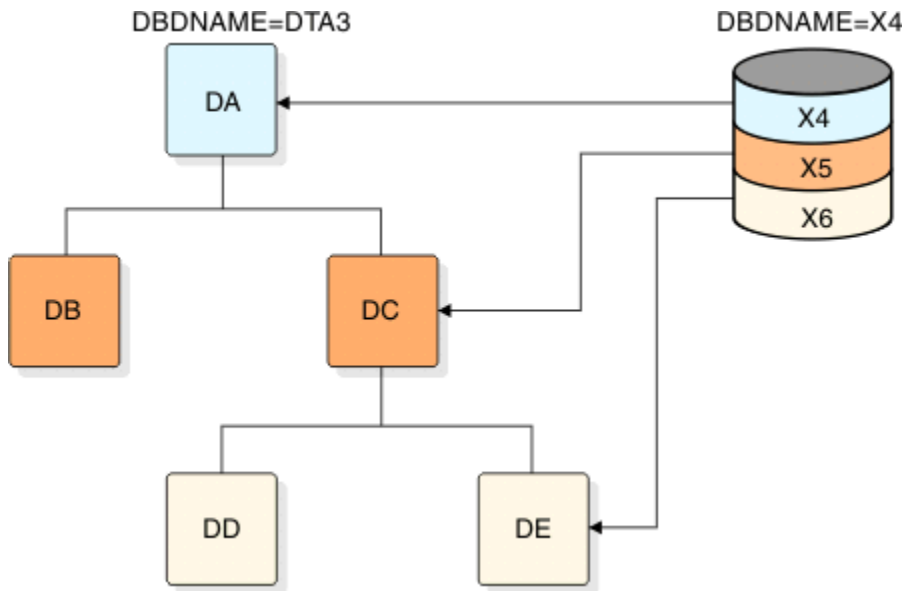 DBDNAME=DTA3
DBDNAME=X4
DA
X4
X5
X6
DB
DC
DD
DE